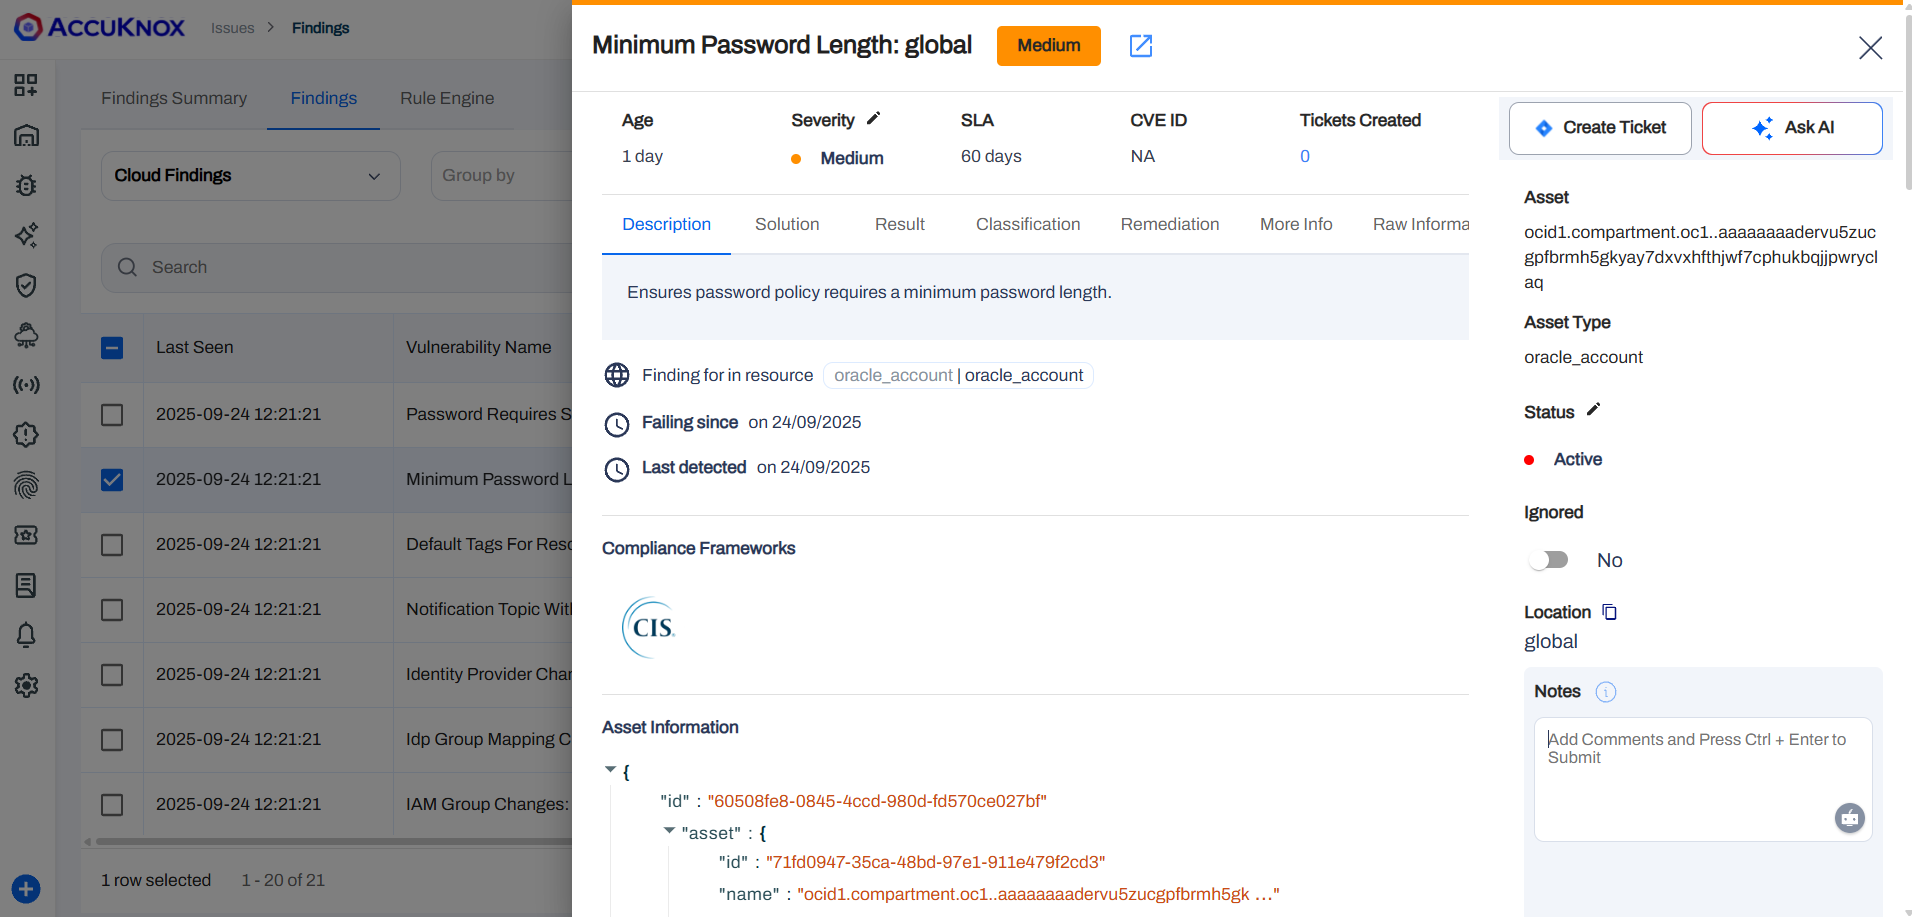 ACCUKNOX
Issues > Findings
Findings Summary
Findings
Rule Engine
Cloud Findings
Group by
Search
Last Seen
Vulnerability Name
2025-09-24 12:21:21
Password Requires S
2025-09-24 12:21:21
Minimum Password L
2025-09-24 12:21:21
Default Tags For Reso
2025-09-24 12:21:21
Notification Topic With
2025-09-24 12:21:21
Identity Provider Chan
2025-09-24 12:21:21
Idp Group Mapping C
2025-09-24 12:21:21
IAM Group Changes:
1 row selected
1 - 20 of 21
Minimum Password Length: global
Medium
Age
1 day
Severity
Medium
SLA
60 days
CVE ID
NA
Tickets Created
0
Description
Solution
Result
Classification
Remediation
More Info
Raw Informa
Ensures password policy requires a minimum password length.
Finding for in resource
oracle_account | oracle_account
Failing since on 24/09/2025
Last detected on 24/09/2025
Compliance Frameworks
CIS.
Asset Information
{
"id" : "60508fe8-0845-4ccd-980d-fd570ce027bf"
"asset" : {
"id" : "71fd0947-35ca-48bd-97e1-911e479f2cd3"
"name" : "ocid1.compartment.oc1..aaaaaaaadervu5zucgpfbrmh5gk ..."
Create Ticket
Ask AI
Asset
ocid1.compartment.oc1..aaaaaaaadervu5zuc
gpfbrmh5gkyay7dxvxhfthjwf7cphukbqjjpwrycl
aq
Asset Type
oracle_account
Status
Active
Ignored
No
Location
global
Notes
Add Comments and Press Ctrl + Enter to
Submit